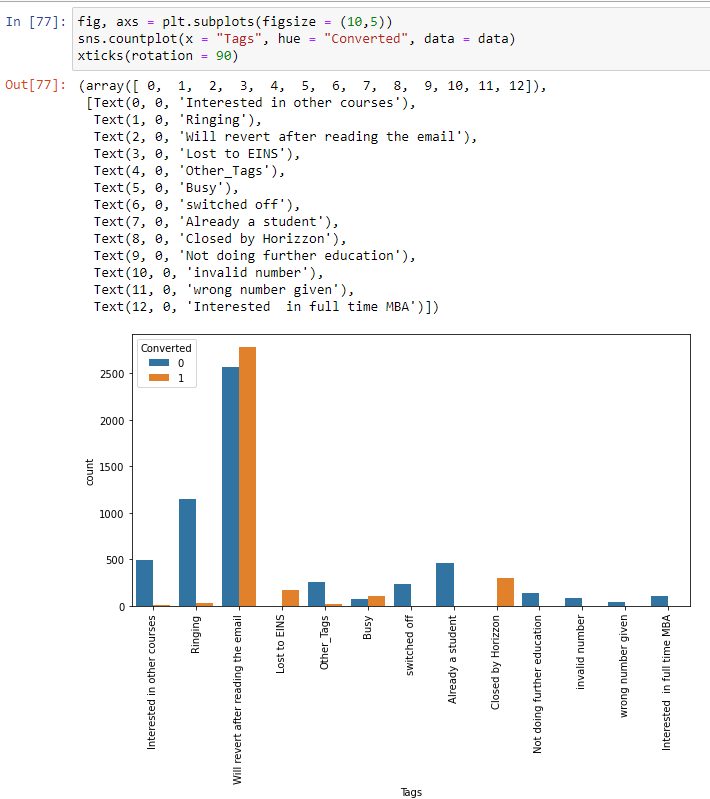 In [77]: fig, axs = plt.subplots(figsize = (10,5))
sns.countplot(x = "Tags", hue = "Converted", data = data)
xticks(rotation = 90)
Out[77]: (array([ 0,  1,  2,  3,  4,  5,  6,  7,  8,  9, 10, 11, 12]),
[Text(0, 0, 'Interested in other courses'),
Text(1, 0, 'Ringing'),
Text(2, 0, 'Will revert after reading the email'),
Text(3, 0, 'Lost to EINS'),
Text(4, 0, 'Other_Tags'),
Text(5, 0, 'Busy'),
Text(6, 0, 'switched off'),
Text(7, 0, 'Already a student'),
Text(8, 0, 'Closed by Horizzon'),
Text(9, 0, 'Not doing further education'),
Text(10, 0, 'invalid number'),
Text(11, 0, 'wrong number given'),
Text(12, 0, 'Interested  in full time MBA')])
Converted
0
1
2500
2000
1500
1000
500
0
count
Interested in other courses
Ringing
Will revert after reading the email
Lost to EINS
Other_Tags
Busy
switched off
Already a student
Closed by Horizzon
Not doing further education
invalid number
wrong number given
Interested  in full time MBA
Tags